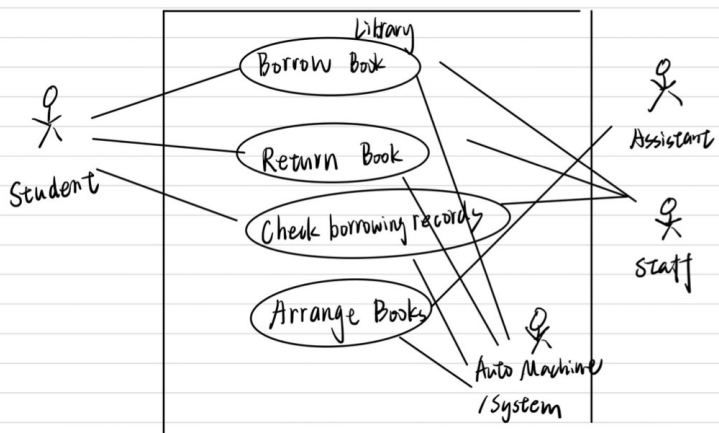 Library
Borrow Book
Return Book
Check borrowing records
Arrange Books
Student
Assistant
Staff
Auto Machine
/System